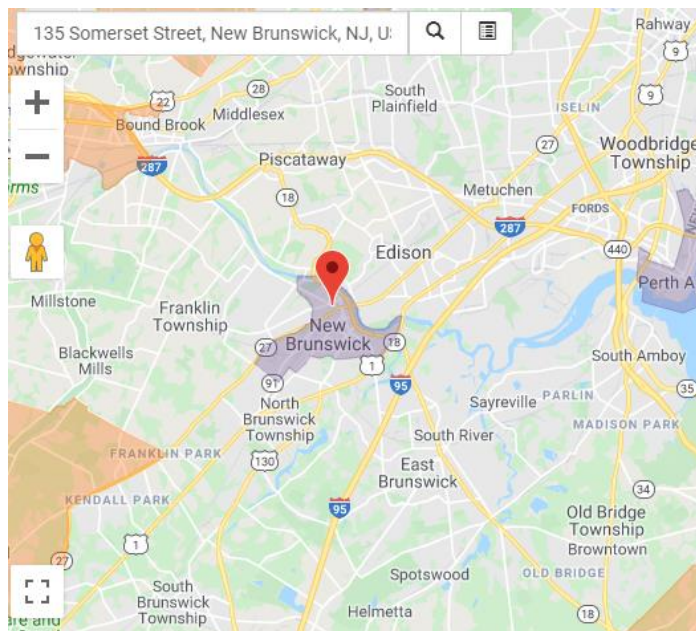 135 Somerset Street, New Brunswick, NJ, U
Rahway
9
22
28
South
Plainfield
ISELIN
9
Township
Middlesex
Bound Brook
27
Woodbridge
Township
Piscataway
287
18
Metuchen
FORDS
287
Edison
440
Perth A
Millstone
Franklin
Township
New
Brunswick
27
18
1
South Amboy
Blackwells
Mills
91
95
35
Sayreville
PARLIN
North
Brunswick
Township
MADISON PARK
South River
FRANKLIN PARK
130
East
Brunswick
KENDALL PARK
34
95
Old Bridge
Township
Browntown
1
27
Spotswood
OLD BRIDGE
South
Brunswick
Township
Helmetta
18